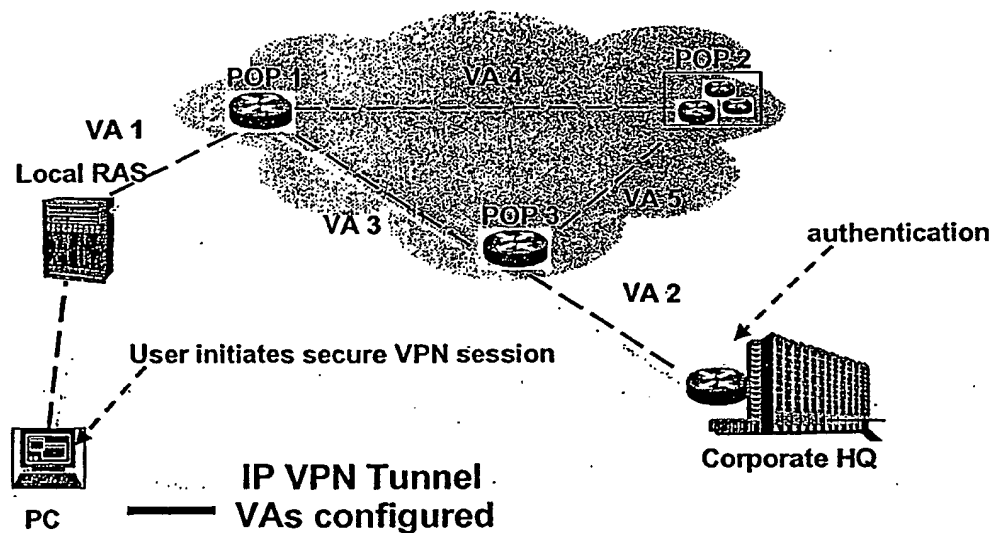 POP 1
VA 4
POP 2
VA 1
Local RAS
VA 3
POP 3
VA 5
authentication
VA 2
User initiates secure VPN session
Corporate HQ
PC
IP VPN Tunnel
VAs configured